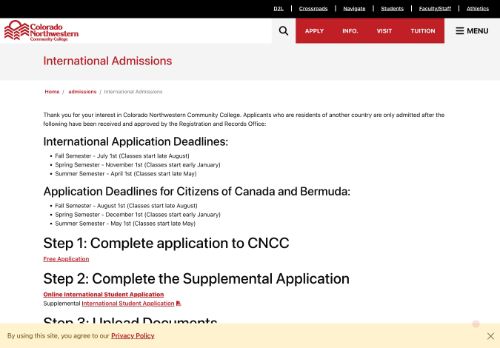 D2L | Crossroads | Navigate | Students | Faculty/Staff | Athletics
Colorado
Northwestern
Community College
APPLY INFO. VISIT TUITION MENU
International Admissions
Home / admissions / International Admissions
Thank you for your interest in Colorado Northwestern Community College. Applicants who are residents of another country are only admitted after the
following have been received and approved by the Registration and Records Office:
International Application Deadlines:
• Fall Semester - July 1st (Classes start late August)
• Spring Semester - November 1st (Classes start early January)
• Summer Semester - April 1st (Classes start late May)
Application Deadlines for Citizens of Canada and Bermuda:
• Fall Semester - August 1st (Classes start late August)
• Spring Semester - December 1st (Classes start early January)
• Summer Semester - May 1st (Classes start late May)
Step 1: Complete application to CNCC
Free Application
Step 2: Complete the Supplemental Application
Online International Student Application
Supplemental International Student Application
Step 3: Upload Documents
By using this site, you agree to our Privacy Policy